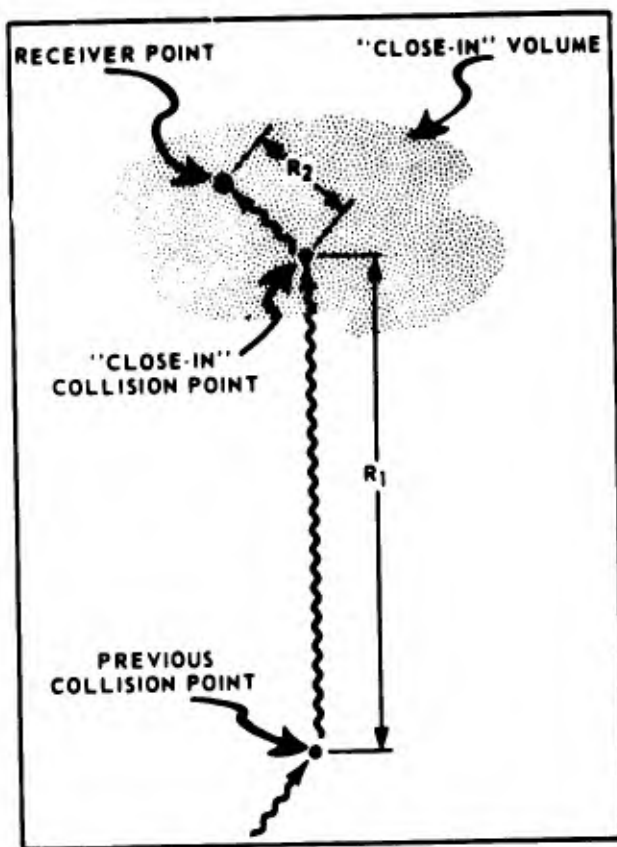 RECEIVER POINT
"CLOSE-IN" VOLUME
R2
"CLOSE-IN"
COLLISION POINT
R1
PREVIOUS
COLLISION POINT